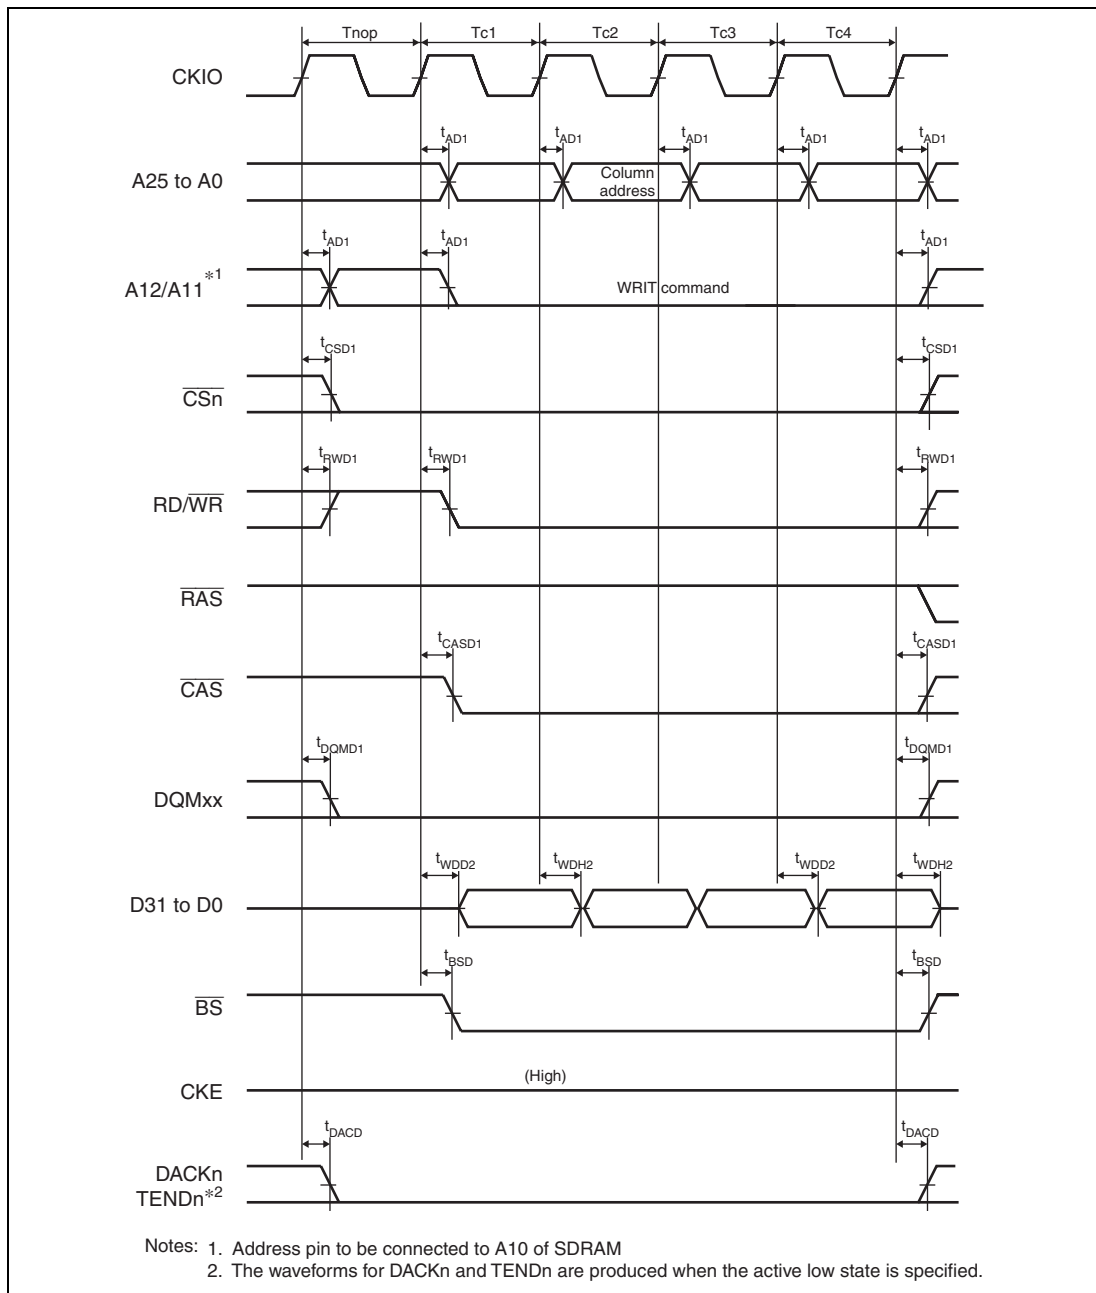 Tnop Tc1 Tc2 Tc3 Tc4
CKIO
tAD1 tAD1 tAD1 tAD1 tAD1
A25 to A0
Column
address
tAD1 tAD1 tAD1
A12/A11*1
WRIT command
tCSD1 tCSD1
CSn
tRWD1 tRWD1 tRWD1
RD/WR
RAS
tCASD1 tCASD1
CAS
tDQMD1 tDQMD1
DQMxx
tWDD2 tWDH2 tWDD2 tWDH2
D31 to D0
tBSD tBSD
BS
(High)
CKE
tDACD tDACD
DACKn
TENDn*2
Notes: 1. Address pin to be connected to A10 of SDRAM
2. The waveforms for DACKn and TENDn are produced when the active low state is specified.